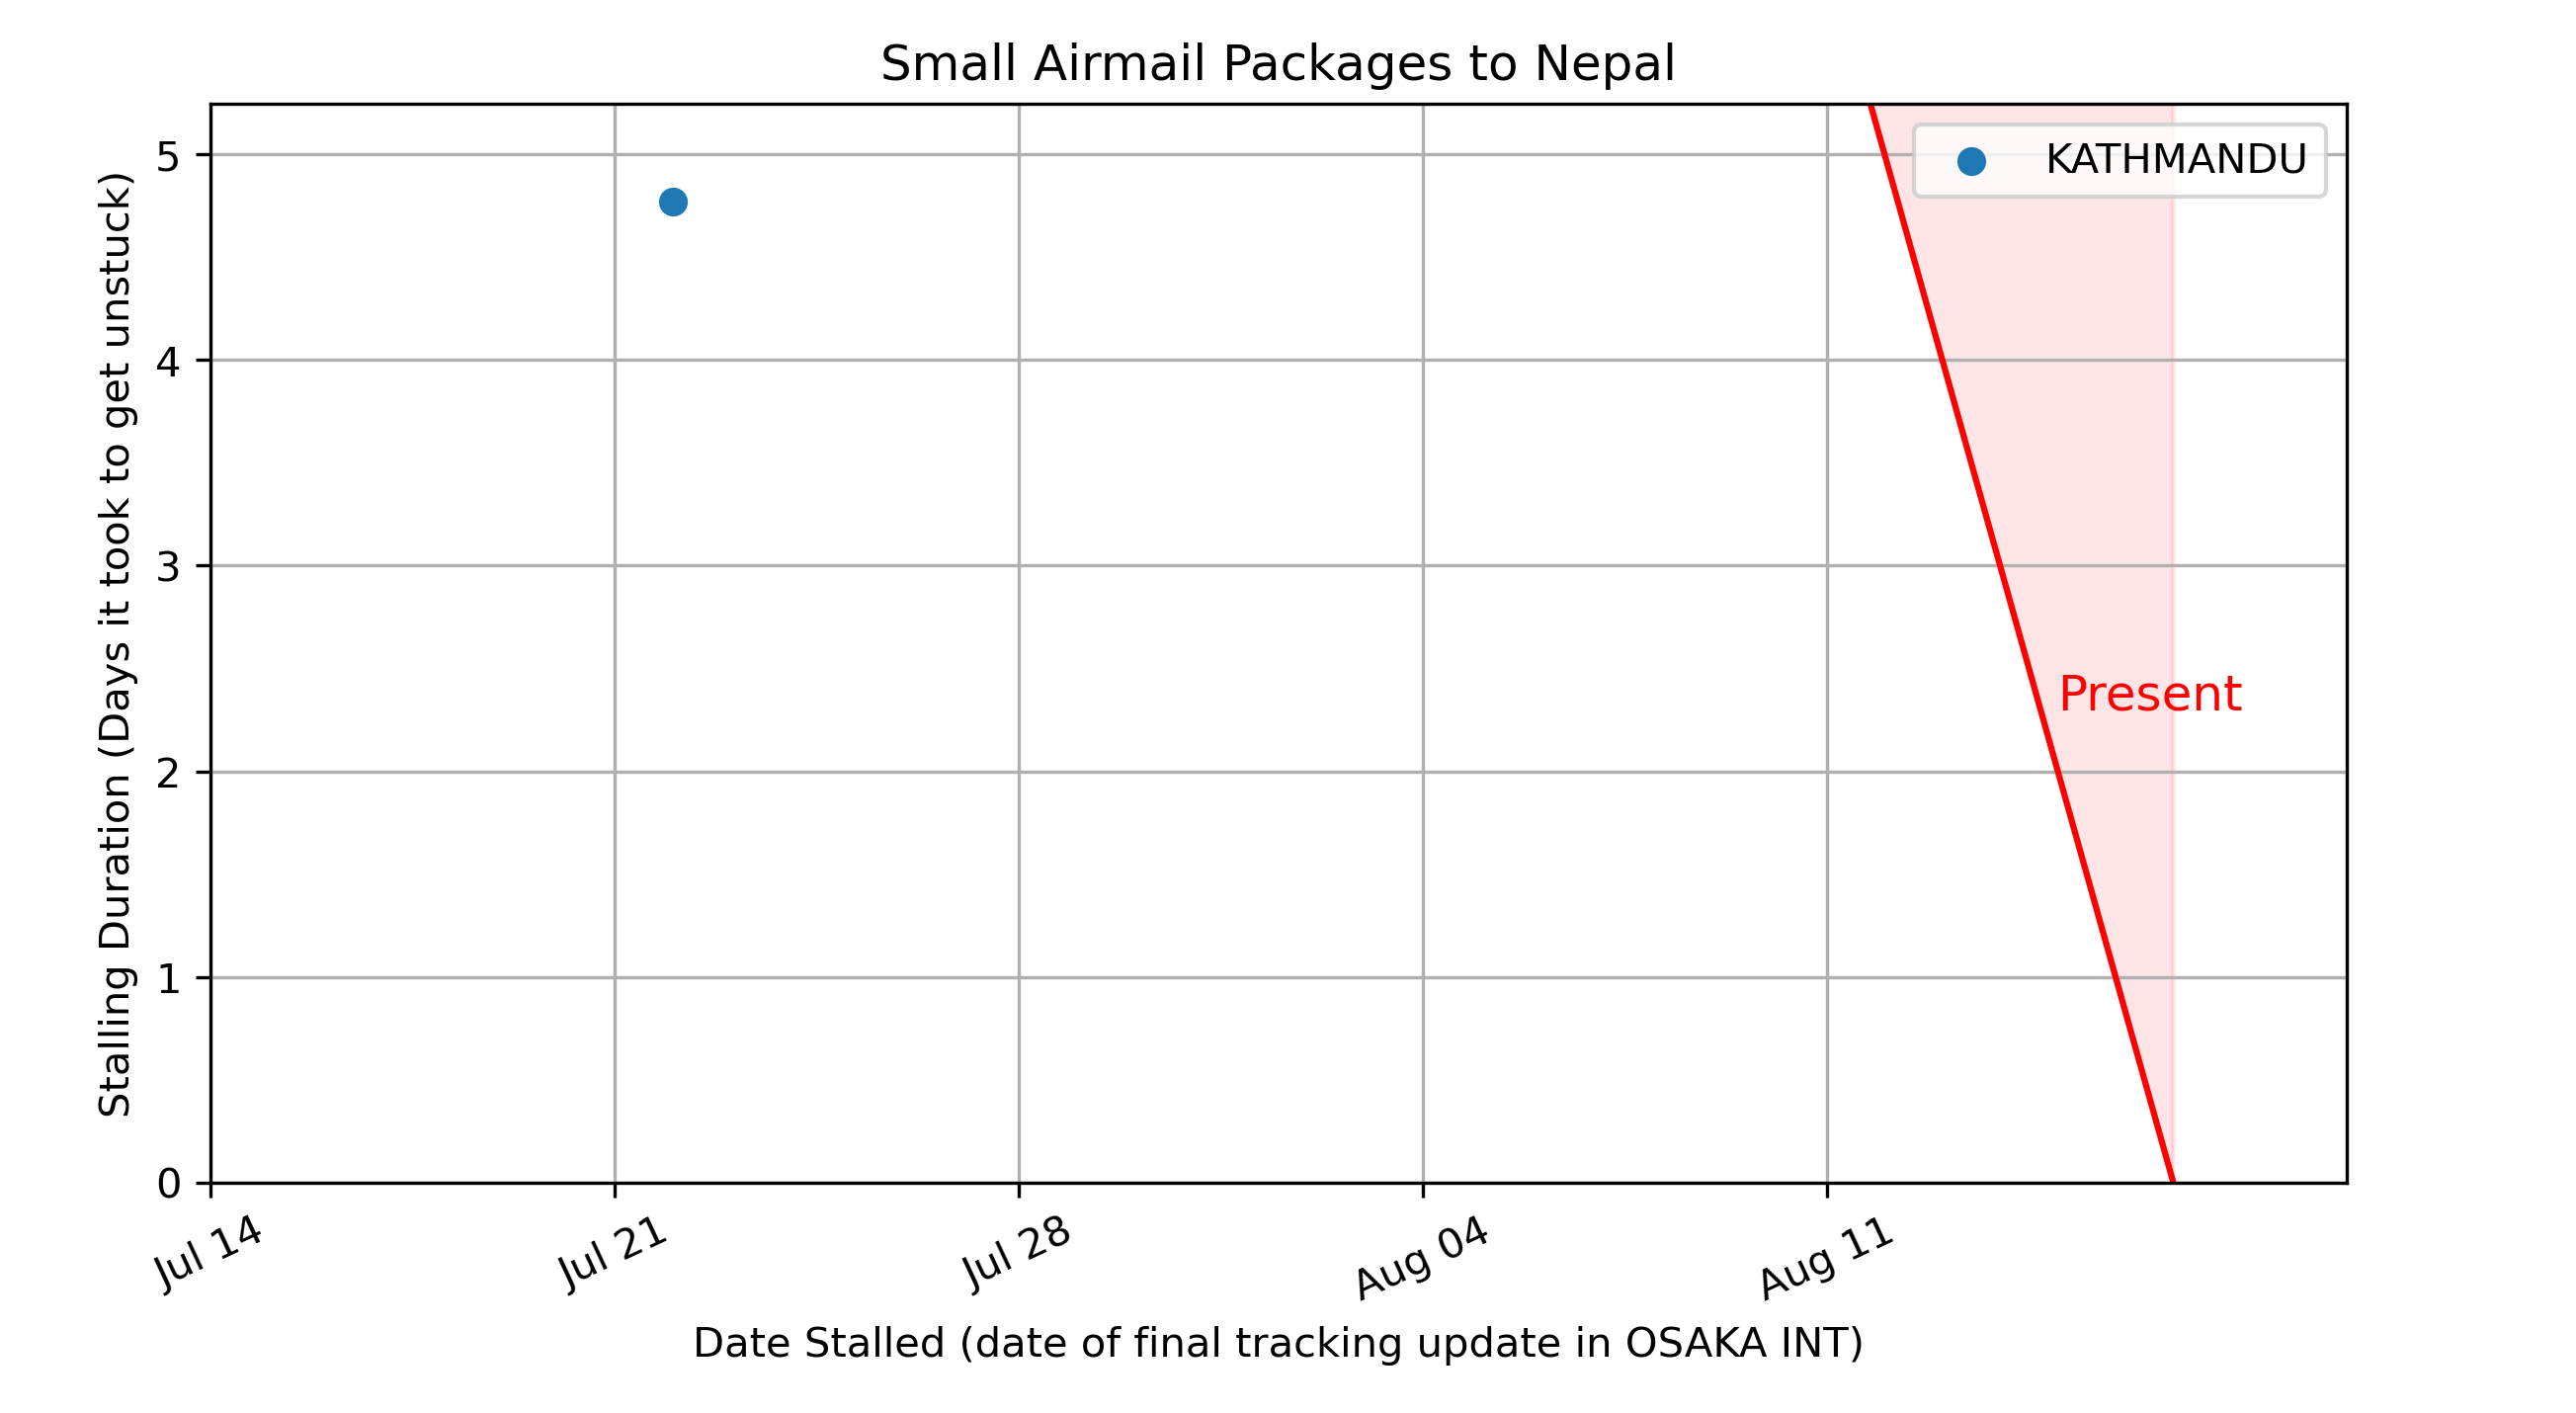 Small Airmail Packages to Nepal
KATHMANDU
Present
Stalling Duration (Days it took to get unstuck)
5
4
3
2
1
0
Jul 14
Jul 21
Jul 28
Aug 04
Aug 11
Date Stalled (date of final tracking update in OSAKA INT)